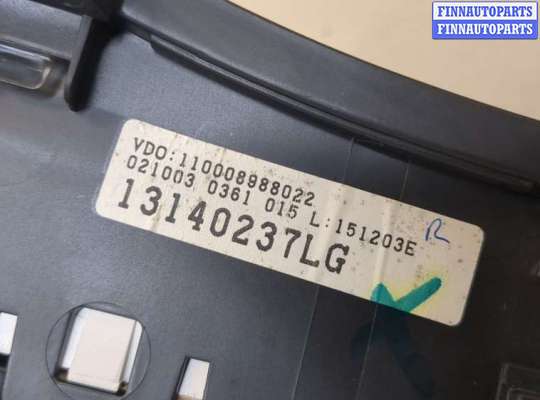 FINNAUTOPARTS
FINNAUTOPARTS
VDO:110008988022
021003 0361 015 L:151203E
13140237LG
R